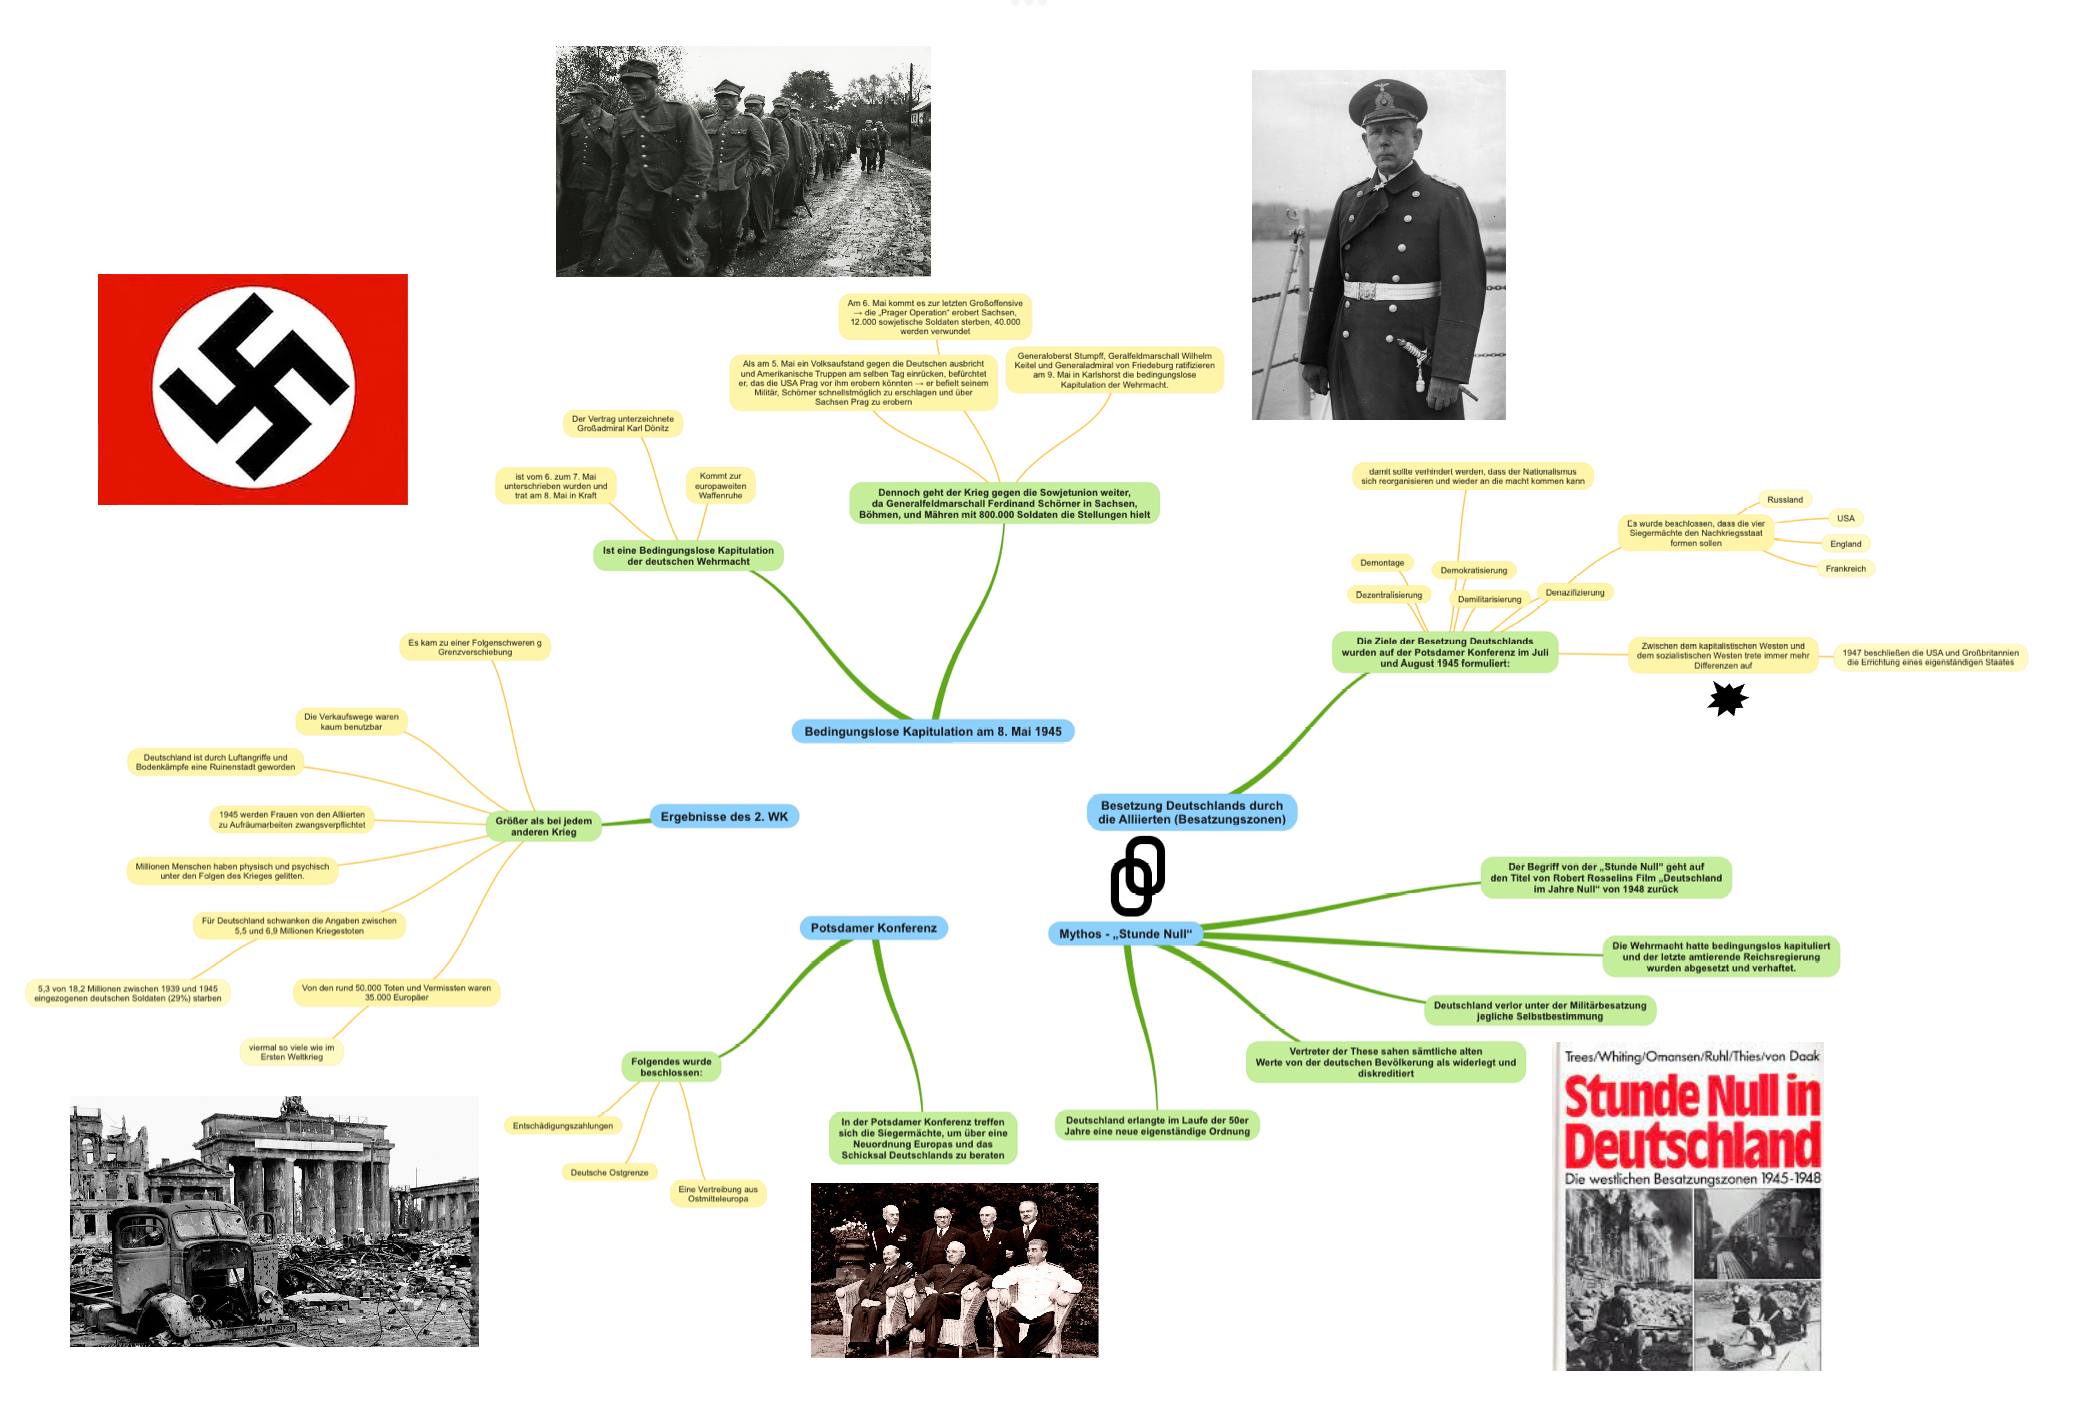 Am 6. Mai kommt es zur letzten Großoffensive
→ die „Prager Operation“ erobert Sachsen,
12.000 sowjetische Soldaten sterben, 40.000
werden verwundet
Als am 5. Mai ein Volksaufstand gegen die Deutschen ausbricht
und Amerikanische Truppen am selben Tag einrücken, befürchtet
er, das die USA Prag vor ihm erobern könnten → er befielt seinem
Militär, Schörner schnellstmöglich zu erschlagen und über
Sachsen Prag zu erobern
Generaloberst Stumpff, Geralfeldmarschall Wilhelm
Keitel und Generaladmiral von Friedeburg ratifizieren
am 9. Mai in Karlshorst die bedingungslose
Kapitulation der Wehrmacht.
Der Vertrag unterzeichnete
Großadmiral Karl Dönitz
ist vom 6. zum 7. Mai
unterschrieben wurden und
trat am 8. Mai in Kraft
Kommt zur
europaweiten
Waffenruhe
Dennoch geht der Krieg gegen die Sowjetunion weiter,
da Generalfeldmarschall Ferdinand Schörner in Sachsen,
Böhmen, und Mähren mit 800.000 Soldaten die Stellungen hielt
Ist eine Bedingungslose Kapitulation
der deutschen Wehrmacht
Bedingungslose Kapitulation am 8. Mai 1945
damit sollte verhindert werden, dass der Nationalismus
sich reorganisieren und wieder an die macht kommen kann
Russland
USA
England
Frankreich
Es wurde beschlossen, dass die vier
Siegermächte den Nachkriegsstaat
formen sollen
Demontage
Demokratisierung
Dezentralisierung
Demilitarisierung
Denazifizierung
Die Ziele der Besetzung Deutschlands
wurden auf der Potsdamer Konferenz im Juli
und August 1945 formuliert:
Zwischen dem kapitalistischen Westen und
dem sozialistischen Westen trete immer mehr
Differenzen auf
1947 beschließen die USA und Großbritannien
die Errichtung eines eigenständigen Staates
Besetzung Deutschlands durch
die Alliierten (Besatzungszonen)
Es kam zu einer Folgenschweren g
Grenzverschiebung
Die Verkaufswege waren
kaum benutzbar
Deutschland ist durch Luftangriffe und
Bodenkämpfe eine Ruinenstadt geworden
1945 werden Frauen von den Alliierten
zu Aufräumarbeiten zwangsverpflichtet
Größer als bei jedem
anderen Krieg
Ergebnisse des 2. WK
Millionen Menschen haben physisch und psychisch
unter den Folgen des Krieges gelitten.
Für Deutschland schwanken die Angaben zwischen
5,5 und 6,9 Millionen Kriegestoten
5,3 von 18,2 Millionen zwischen 1939 und 1945
eingezogenen deutschen Soldaten (29%) starben
Von den rund 50.000 Toten und Vermissten waren
35.000 Europäer
viermal so viele wie im
Ersten Weltkrieg
Potsdamer Konferenz
Folgendes wurde
beschlossen:
Entschädigungszahlungen
Deutsche Ostgrenze
Eine Vertreibung aus
Ostmitteleuropa
In der Potsdamer Konferenz treffen
sich die Siegermächte, um über eine
Neuordnung Europas und das
Schicksal Deutschlands zu beraten
Mythos - „Stunde Null“
Der Begriff von der „Stunde Null“ geht auf
den Titel von Robert Rosselins Film „Deutschland
im Jahre Null“ von 1948 zurück
Die Wehrmacht hatte bedingungslos kapituliert
und der letzte amtierende Reichsregierung
wurden abgesetzt und verhaftet.
Deutschland verlor unter der Militärbesatzung
jegliche Selbstbestimmung
Vertreter der These sahen sämtliche alten
Werte von der deutschen Bevölkerung als widerlegt und
diskreditiert
Deutschland erlangte im Laufe der 50er
Jahre eine neue eigenständige Ordnung
Trees/Whiting/Omansen/Ruhl/Thies/von Daak
Stunde Null in
Deutschland
Die westlichen Besatzungszonen 1945-1948